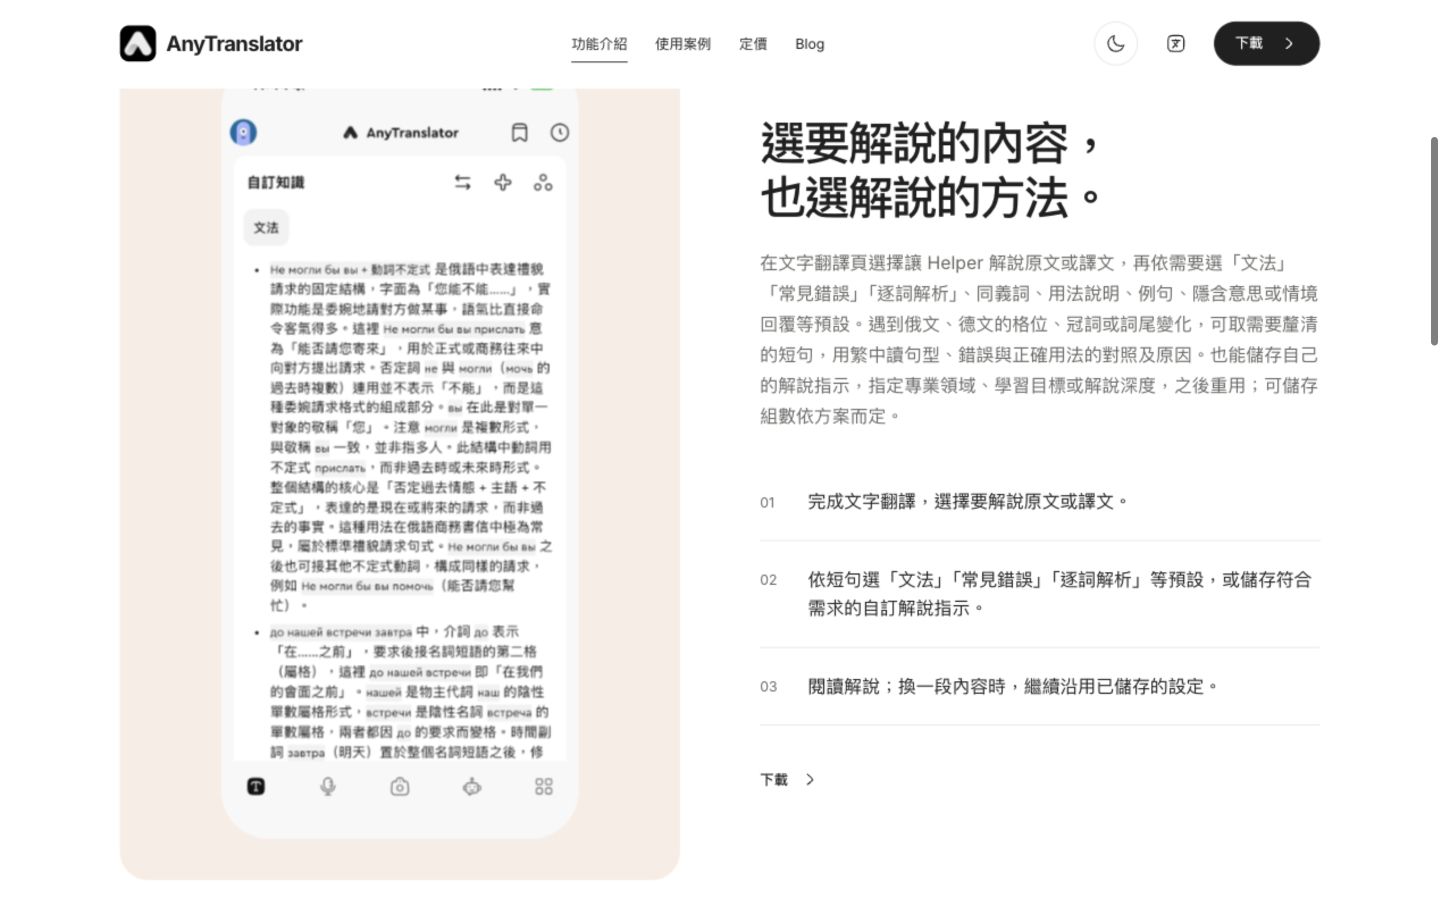 AnyTranslator
功能介紹
使用案例
定價
Blog
下載
AnyTranslator
自訂知識
文法
• Не могли бы вы + 動詞不定式 是俄語中表達禮貌
請求的固定結構，字面為「您能不能……」，實
際功能是委婉地請對方做某事，語氣比直接命
令客氣得多。這裡 Не могли бы вы прислать 意
為「能否請您寄來」，用於正式或商務往來中
向對方提出請求。否定詞 не 與 могли（мочь 的
過去時複數）連用並不表示「不能」，而是這
種委婉請求格式的組成部分。вы 在此是對單一
對象的敬稱「您」。注意 могли 是複數形式，
與敬稱 вы 一致，並非指多人。此結構中動詞用
不定式 прислать，而非過去時或未來時形式。
整個結構的核心是「否定過去情態 + 主語 + 不
定式」，表達的是現在或將來的請求，而非過
去的事實。這種用法在俄語商務書信中極為常
見，屬於標準禮貌請求句式。Не могли бы вы 之
後也可接其他不定式動詞，構成同樣的請求，
例如 Не могли бы вы помочь（能否請您幫
忙）。
• до нашей встречи завтра 中，介詞 до 表示
「在……之前」，要求後接名詞短語的第二格
（屬格），這裡 до нашей встречи 即「在我們
的會面之前」。нашей 是物主代詞 наш 的陰性
單數屬格形式，встречи 是陰性名詞 встреча 的
單數屬格，兩者都因 до 的要求而變格。時間副
詞 завтра（明天）置於整個名詞短語之後，修
選要解說的內容，
也選解說的方法。
在文字翻譯頁選擇讓 Helper 解說原文或譯文，再依需要選「文法」
「常見錯誤」「逐詞解析」、同義詞、用法說明、例句、隱含意思或情境
回覆等預設。遇到俄文、德文的格位、冠詞或詞尾變化，可取需要釐清
的短句，用繁中讀句型、錯誤與正確用法的對照及原因。也能儲存自己
的解說指示，指定專業領域、學習目標或解說深度，之後重用；可儲存
組數依方案而定。
01 完成文字翻譯，選擇要解說原文或譯文。
02 依短句選「文法」「常見錯誤」「逐詞解析」等預設，或儲存符合
需求的自訂解說指示。
03 閱讀解說；換一段內容時，繼續沿用已儲存的設定。
下載